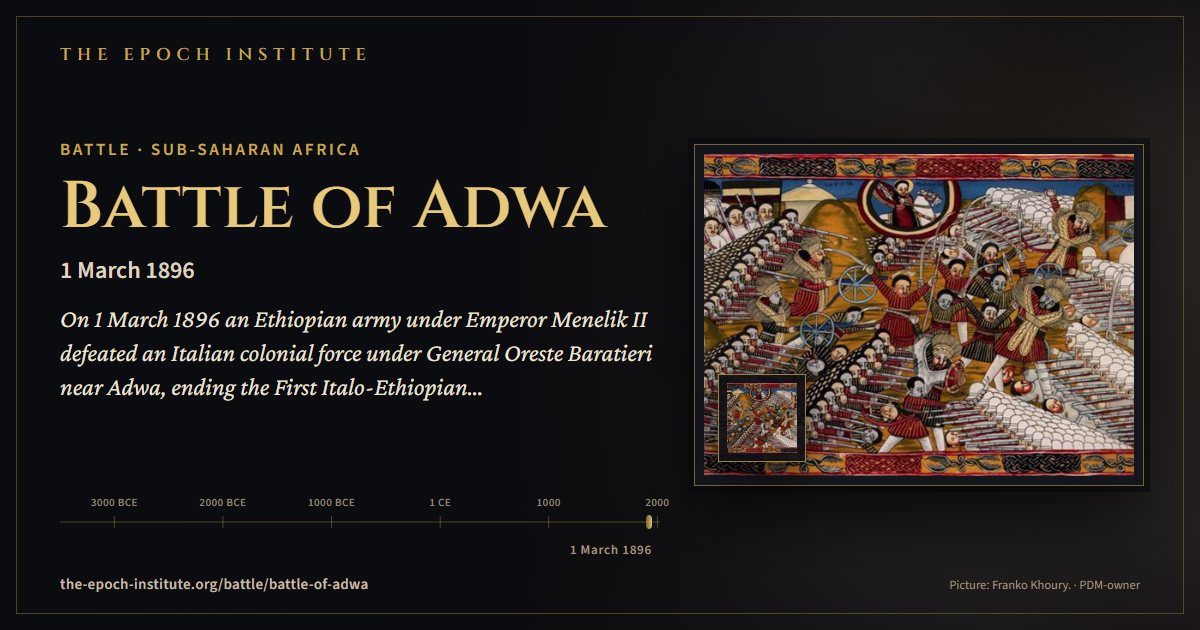 THE EPOCH INSTITUTE
BATTLE · SUB-SAHARAN AFRICA
BATTLE OF ADWA
1 March 1896
On 1 March 1896 an Ethiopian army under Emperor Menelik II
defeated an Italian colonial force under General Oreste Baratieri
near Adwa, ending the First Italo-Ethiopian...
3000 BCE 2000 BCE 1000 BCE 1 CE 1000 2000
1 March 1896
the-epoch-institute.org/battle/battle-of-adwa
Picture: Franko Khoury. · PDM-owner